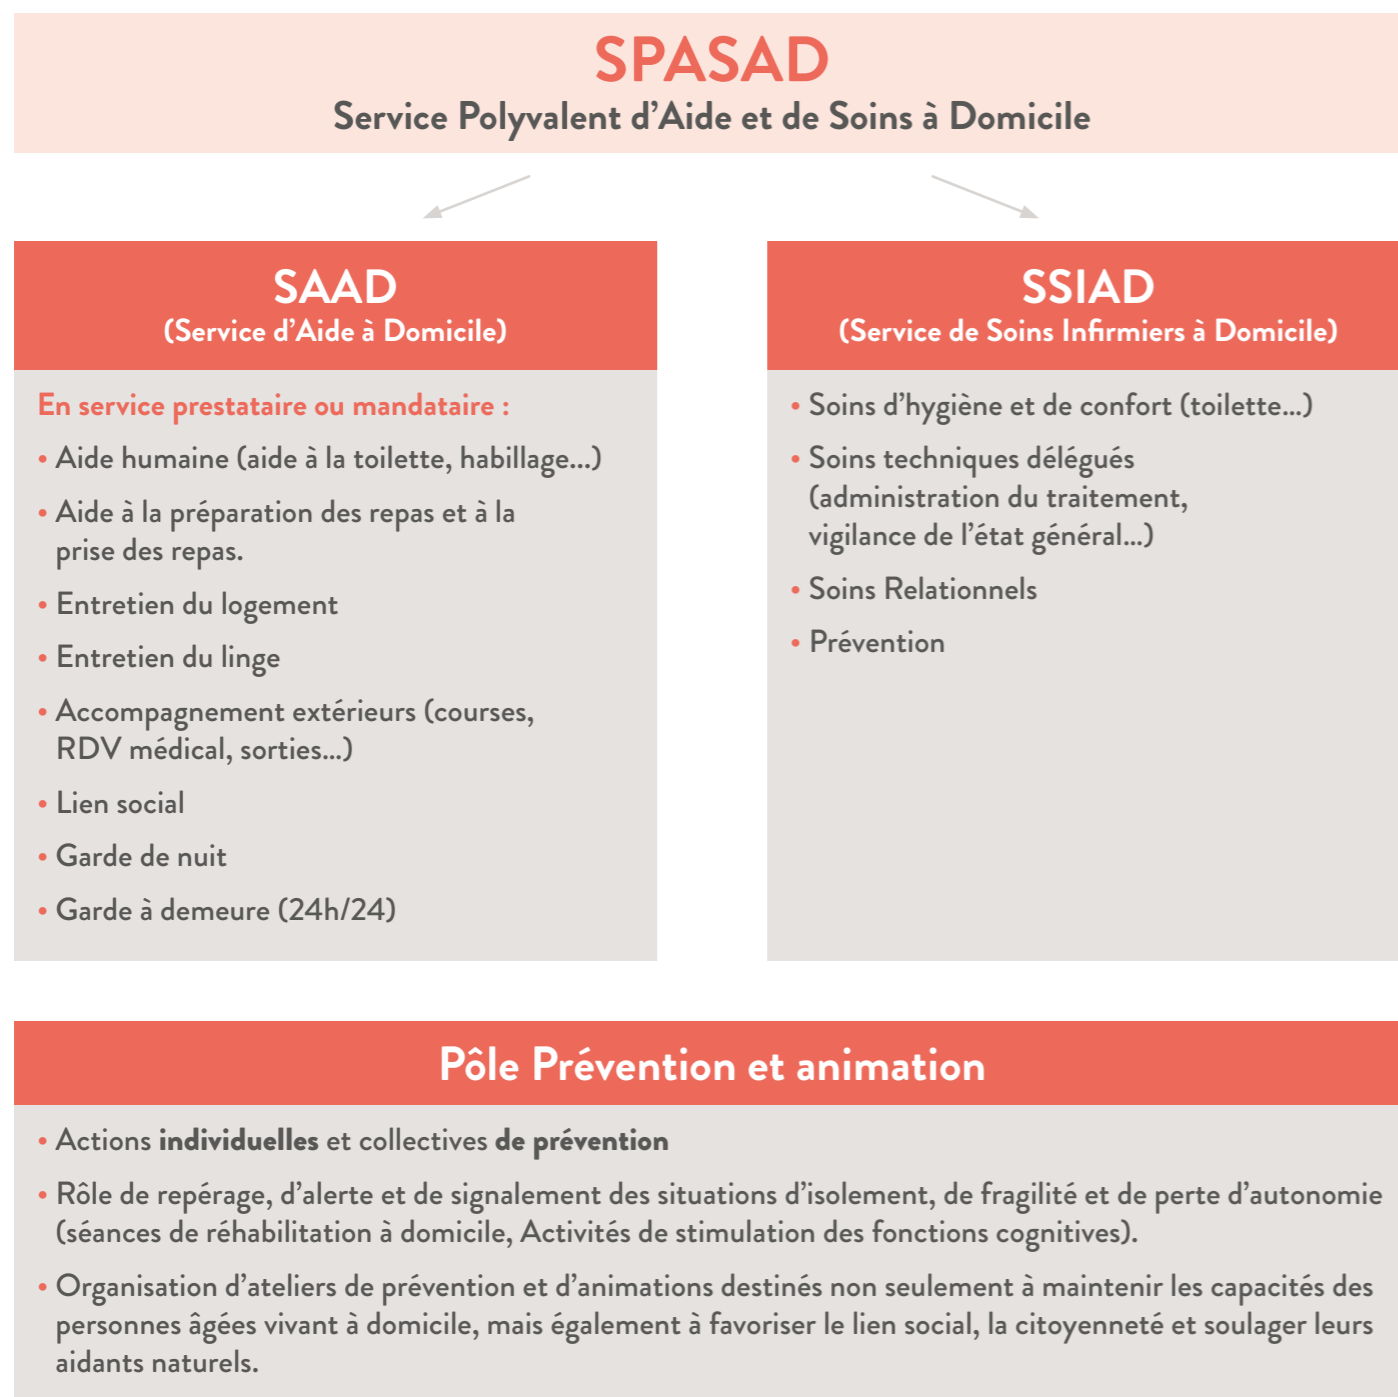 SPASAD
Service Polyvalent d’Aide et de Soins à Domicile
SAAD
(Service d’Aide à Domicile)
En service prestataire ou mandataire :
• Aide humaine (aide à la toilette, habillage...)
• Aide à la préparation des repas et à la
prise des repas.
• Entretien du logement
• Entretien du linge
• Accompagnement extérieurs (courses,
RDV médical, sorties...)
• Lien social
• Garde de nuit
• Garde à demeure (24h/24)
SSIAD
(Service de Soins Infirmiers à Domicile)
• Soins d’hygiène et de confort (toilette...)
• Soins techniques délégués
(administration du traitement,
vigilance de l’état général...)
• Soins Relationnels
• Prévention
Pôle Prévention et animation
• Actions individuelles et collectives de prévention
• Rôle de repérage, d’alerte et de signalement des situations d’isolement, de fragilité et de perte d’autonomie
(séances de réhabilitation à domicile, Activités de stimulation des fonctions cognitives).
• Organisation d’ateliers de prévention et d’animations destinés non seulement à maintenir les capacités des
personnes âgées vivant à domicile, mais également à favoriser le lien social, la citoyenneté et soulager leurs
aidants naturels.